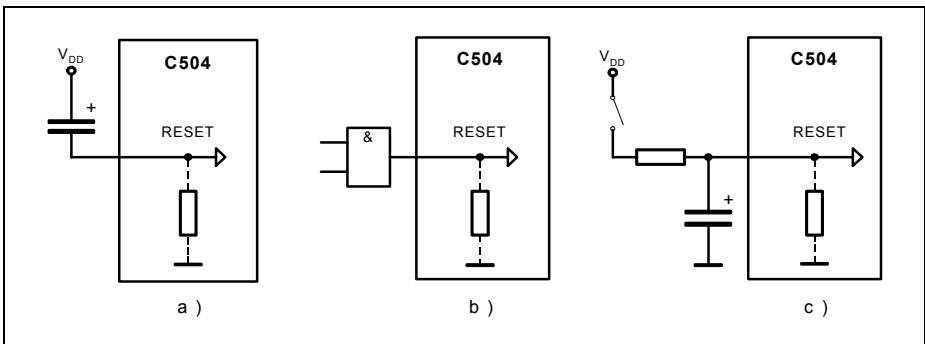 V_DD
C504
+
RESET
a )
C504
&
RESET
b )
V_DD
C504
RESET
+
c )